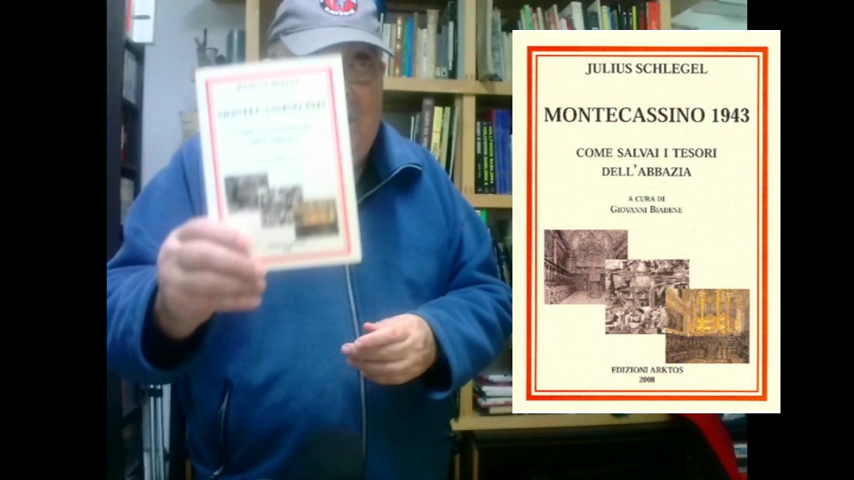 JULIUS SCHLEGEL
MONTECASSINO 1943
COME SALVAI I TESORI
DELL'ABBAZIA
A CURA DI
GIOVANNI BIADENE
EDIZIONI ARKTOS
2008